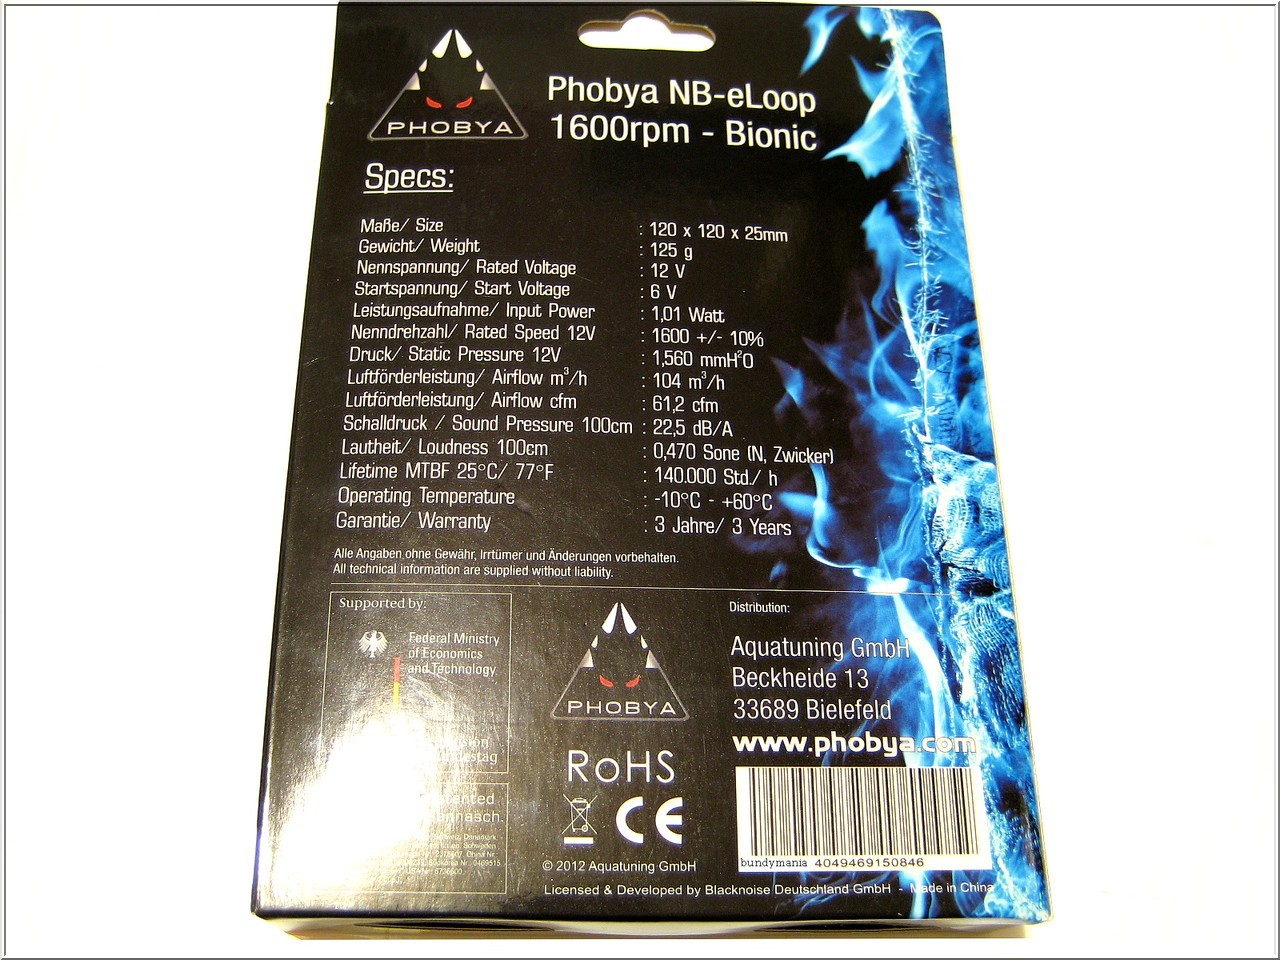 PHOBYA
Phobya NB-eLoop
1600rpm - Bionic
Specs:
Maße/ Size : 120 x 120 x 25mm
Gewicht/ Weight : 125 g
Nennspannung/ Rated Voltage : 12 V
Startspannung/ Start Voltage : 6 V
Leistungsaufnahme/ Input Power : 1,01 Watt
Nenndrehzahl/ Rated Speed 12V : 1600 +/- 10%
Druck/ Static Pressure 12V : 1,560 mmH²O
Luftförderleistung/ Airflow m³/h : 104 m³/h
Luftförderleistung/ Airflow cfm : 61,2 cfm
Schalldruck / Sound Pressure 100cm : 22,5 dB/A
Lautheit/ Loudness 100cm : 0,470 Sone (N, Zwicker)
Lifetime MTBF 25°C/ 77°F : 140.000 Std./ h
Operating Temperature : -10°C - +60°C
Garantie/ Warranty : 3 Jahre/ 3 Years
Alle Angaben ohne Gewähr, Irrtümer und Änderungen vorbehalten.
All technical information are supplied without liability.
Supported by:
Federal Ministry
of Economics
and Technology
PHOBYA
RoHS
CE
© 2012 Aquatuning GmbH
Distribution:
Aquatuning GmbH
Beckheide 13
33689 Bielefeld
www.phobya.com
bundymania 4049469150846
Licensed & Developed by Blacknoise Deutschland GmbH - Made in China